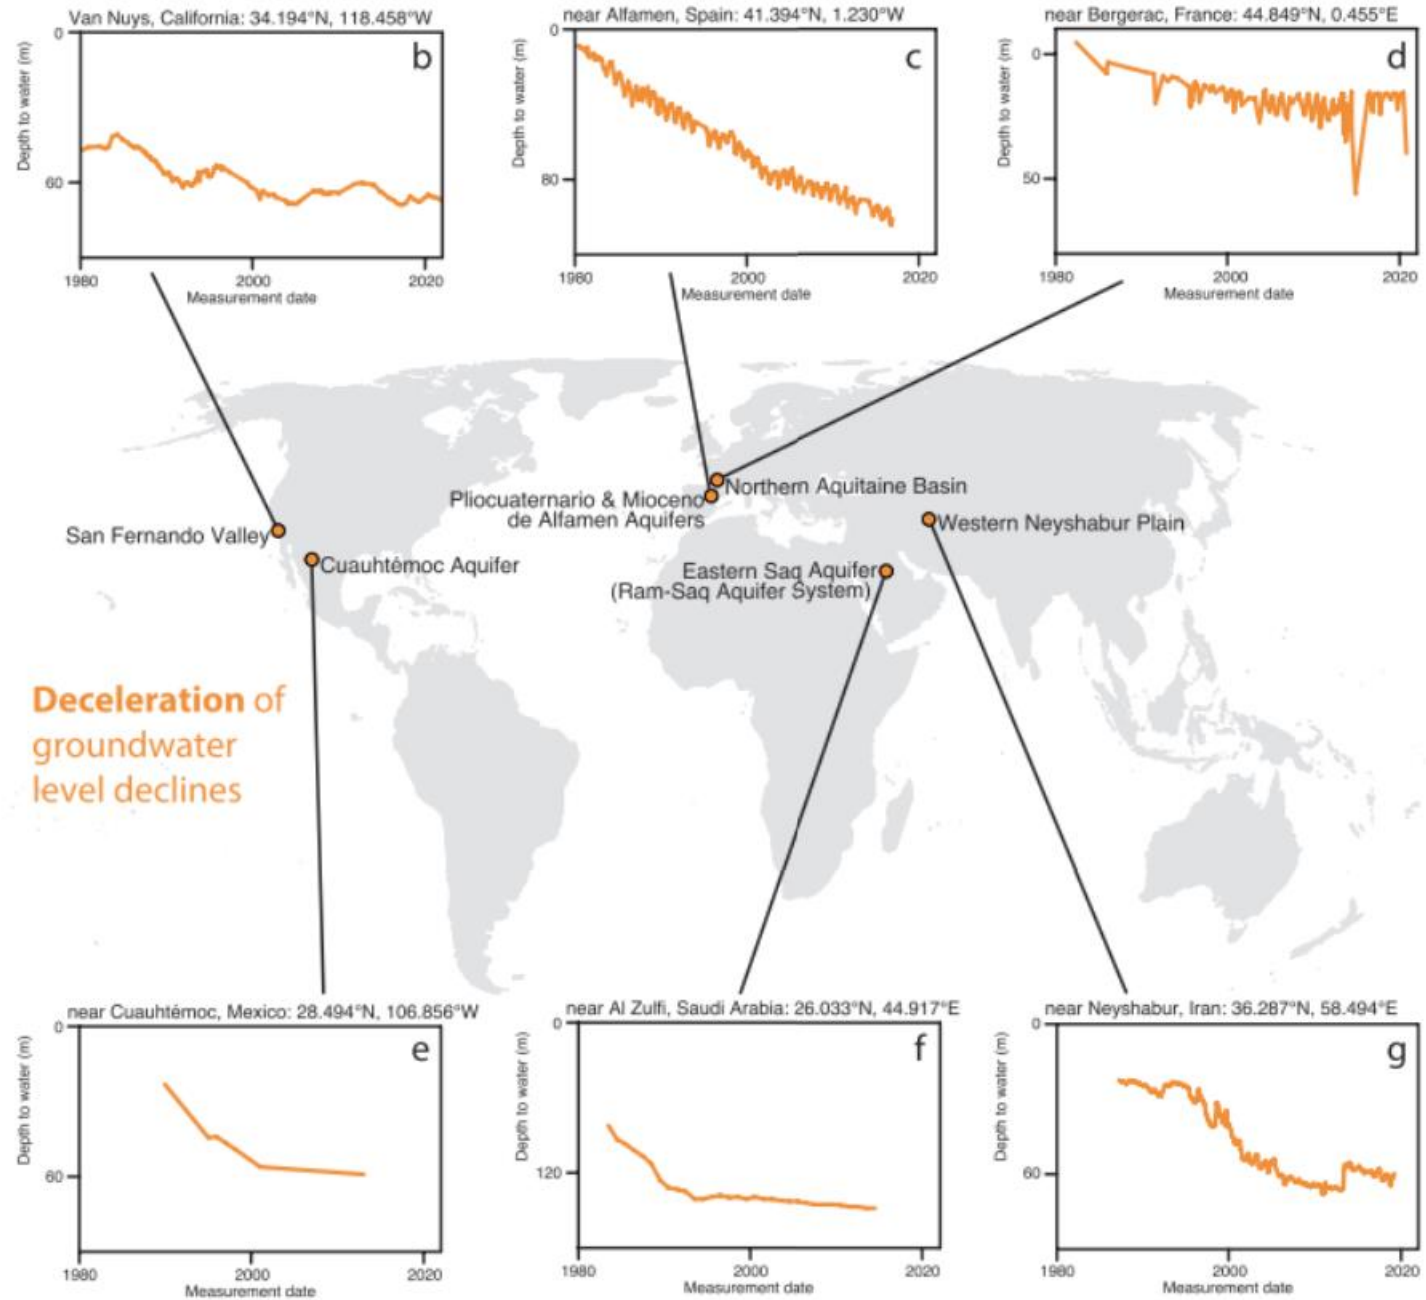 Van Nuys, California: 34.194°N, 118.458°W
0
60
Depth to water (m)
b
1980
2000
2020
Measurement date
near Alfamen, Spain: 41.394°N, 1.230°W
0
80
Depth to water (m)
c
1980
2000
2020
Measurement date
near Bergerac, France: 44.849°N, 0.455°E
0
50
Depth to water (m)
d
1980
2000
2020
Measurement date
Northern Aquitaine Basin
Pliocuaternario & Mioceno
de Alfamen Aquifers
Western Neyshabur Plain
San Fernando Valley
Cuauhtémoc Aquifer
Eastern Saq Aquifer
(Ram-Saq Aquifer System)
Deceleration of
groundwater
level declines
near Cuauhtémoc, Mexico: 28.494°N, 106.856°W
0
60
Depth to water (m)
e
1980
2000
2020
Measurement date
near Al Zulfi, Saudi Arabia: 26.033°N, 44.917°E
0
120
Depth to water (m)
f
1980
2000
2020
Measurement date
near Neyshabur, Iran: 36.287°N, 58.494°E
0
60
Depth to water (m)
g
1980
2000
2020
Measurement date